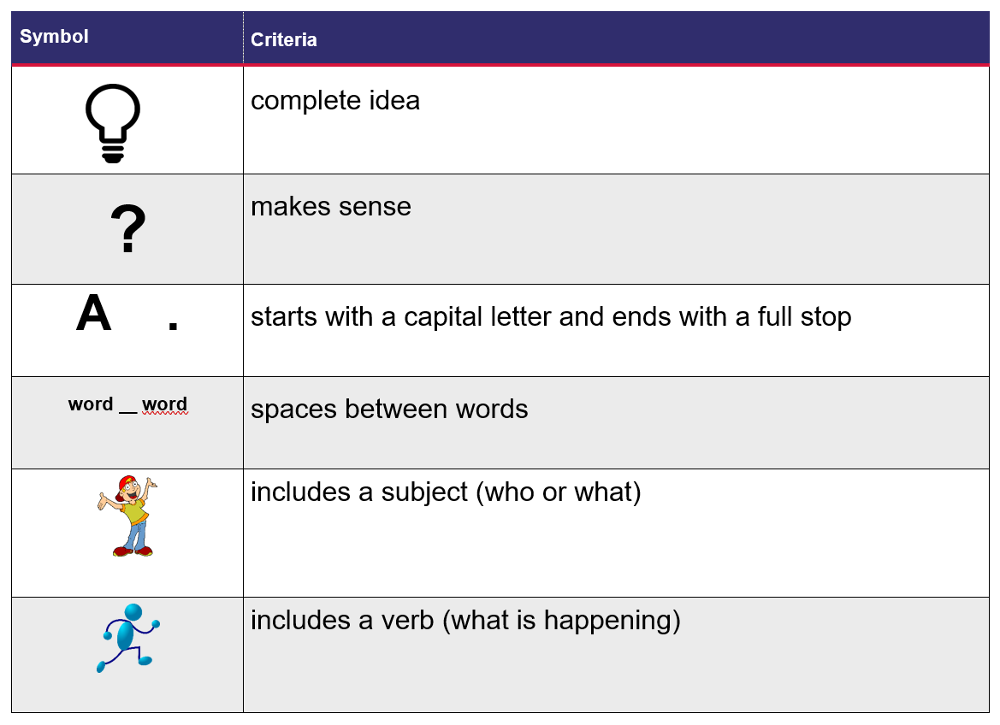 Symbol
Criteria
complete idea
?
makes sense
A .
starts with a capital letter and ends with a full stop
word __ word
spaces between words
includes a subject (who or what)
includes a verb (what is happening)